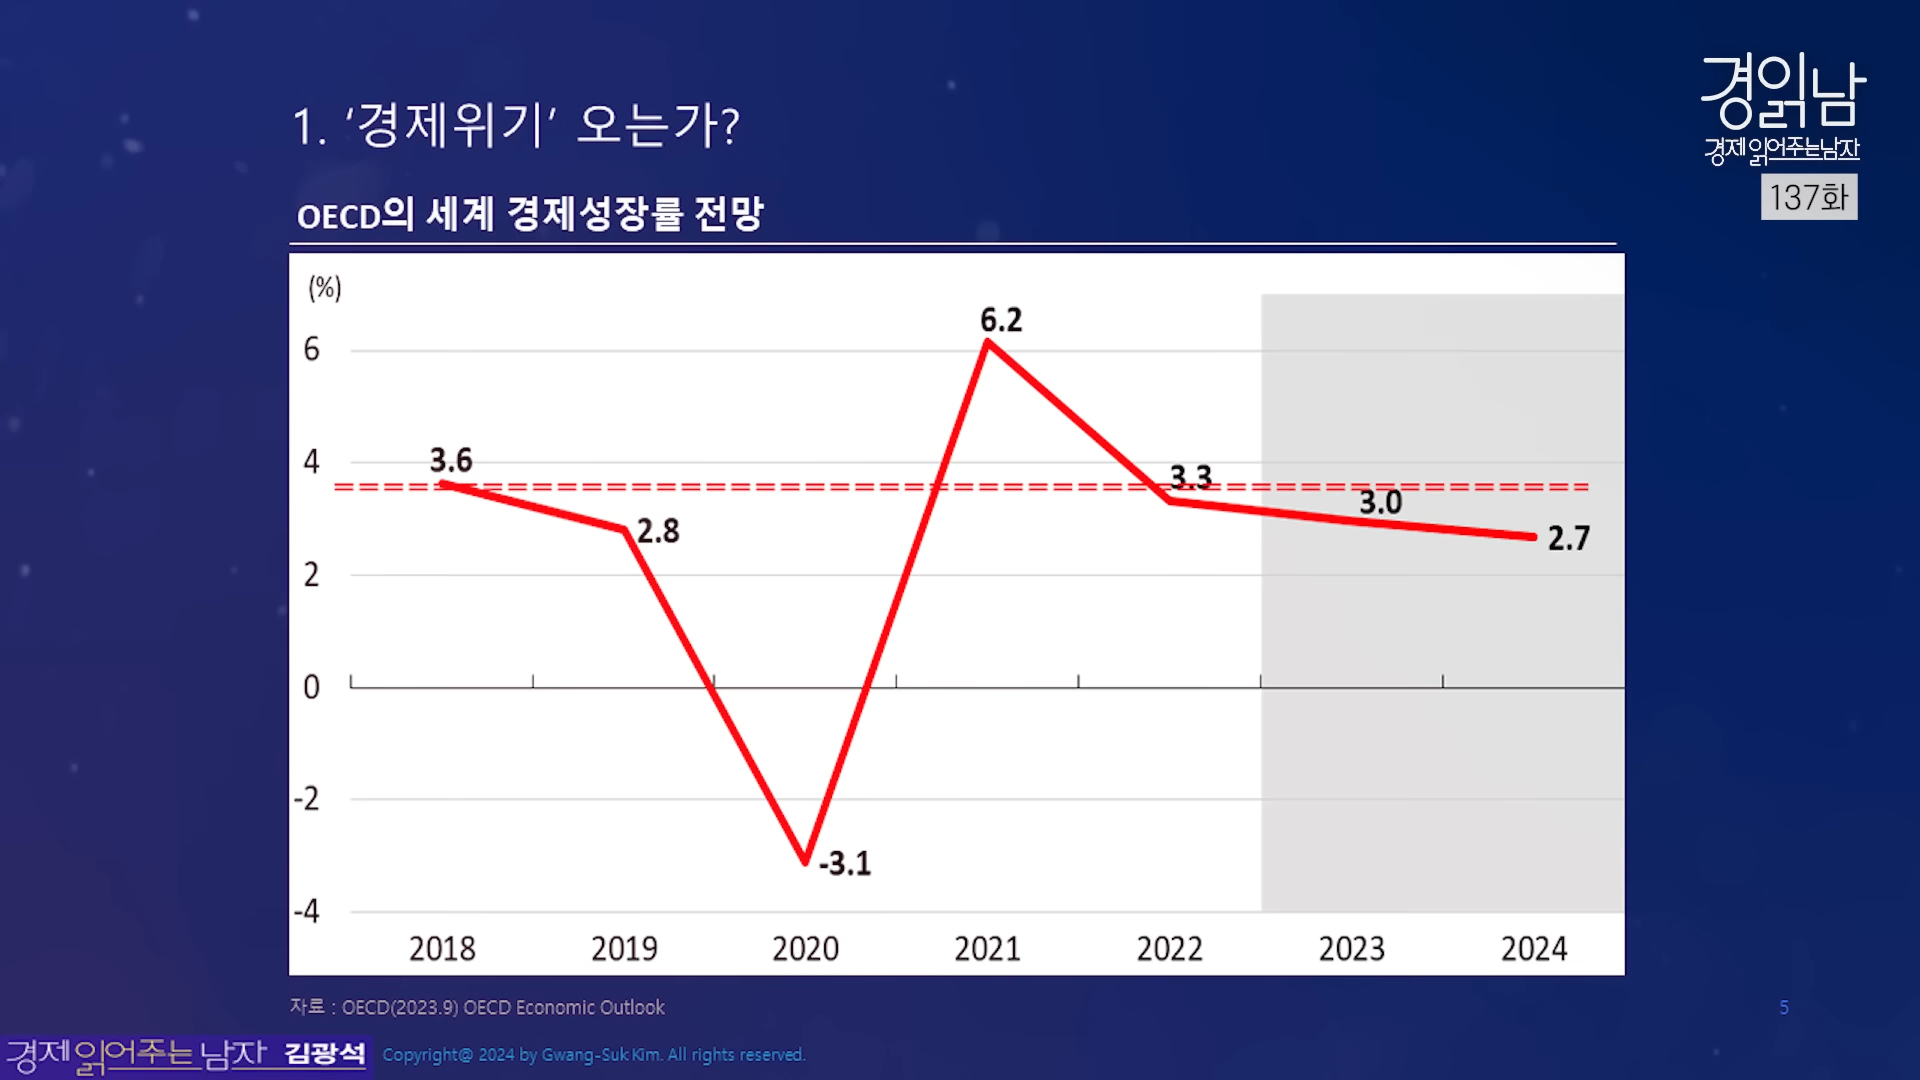 경읽남
경제읽어주는남자
137화
1. ‘경제위기’ 오는가?
OECD의 세계 경제성장률 전망
(%)
6
4
2
0
-2
-4
3.6
2.8
-3.1
6.2
3.3
3.0
2.7
2018 2019 2020 2021 2022 2023 2024
자료 : OECD(2023.9) OECD Economic Outlook
5
경제읽어주는남자 김광석 Copyright@ 2024 by Gwang-Suk Kim. All rights reserved.